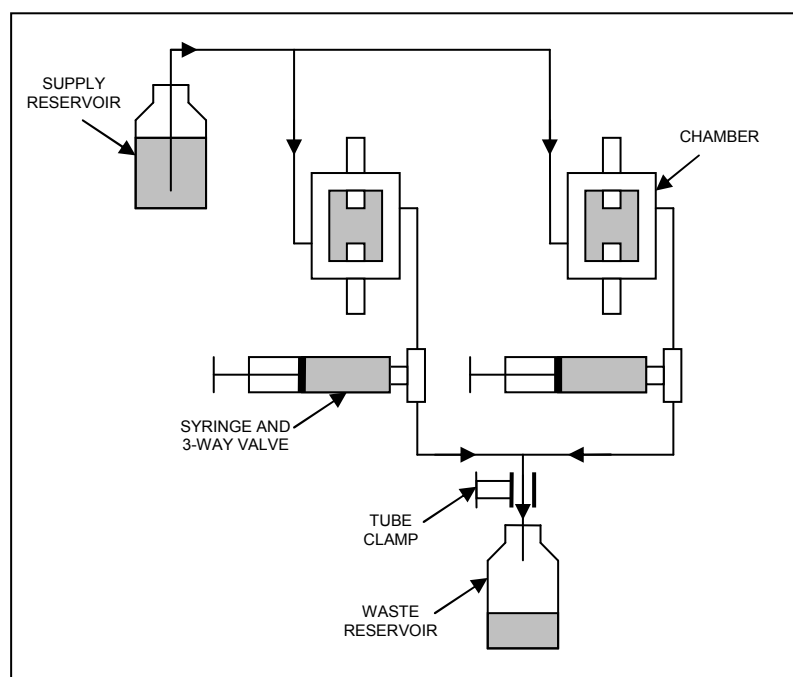 SUPPLY
RESERVOIR
CHAMBER
SYRINGE AND
3-WAY VALVE
TUBE
CLAMP
WASTE
RESERVOIR